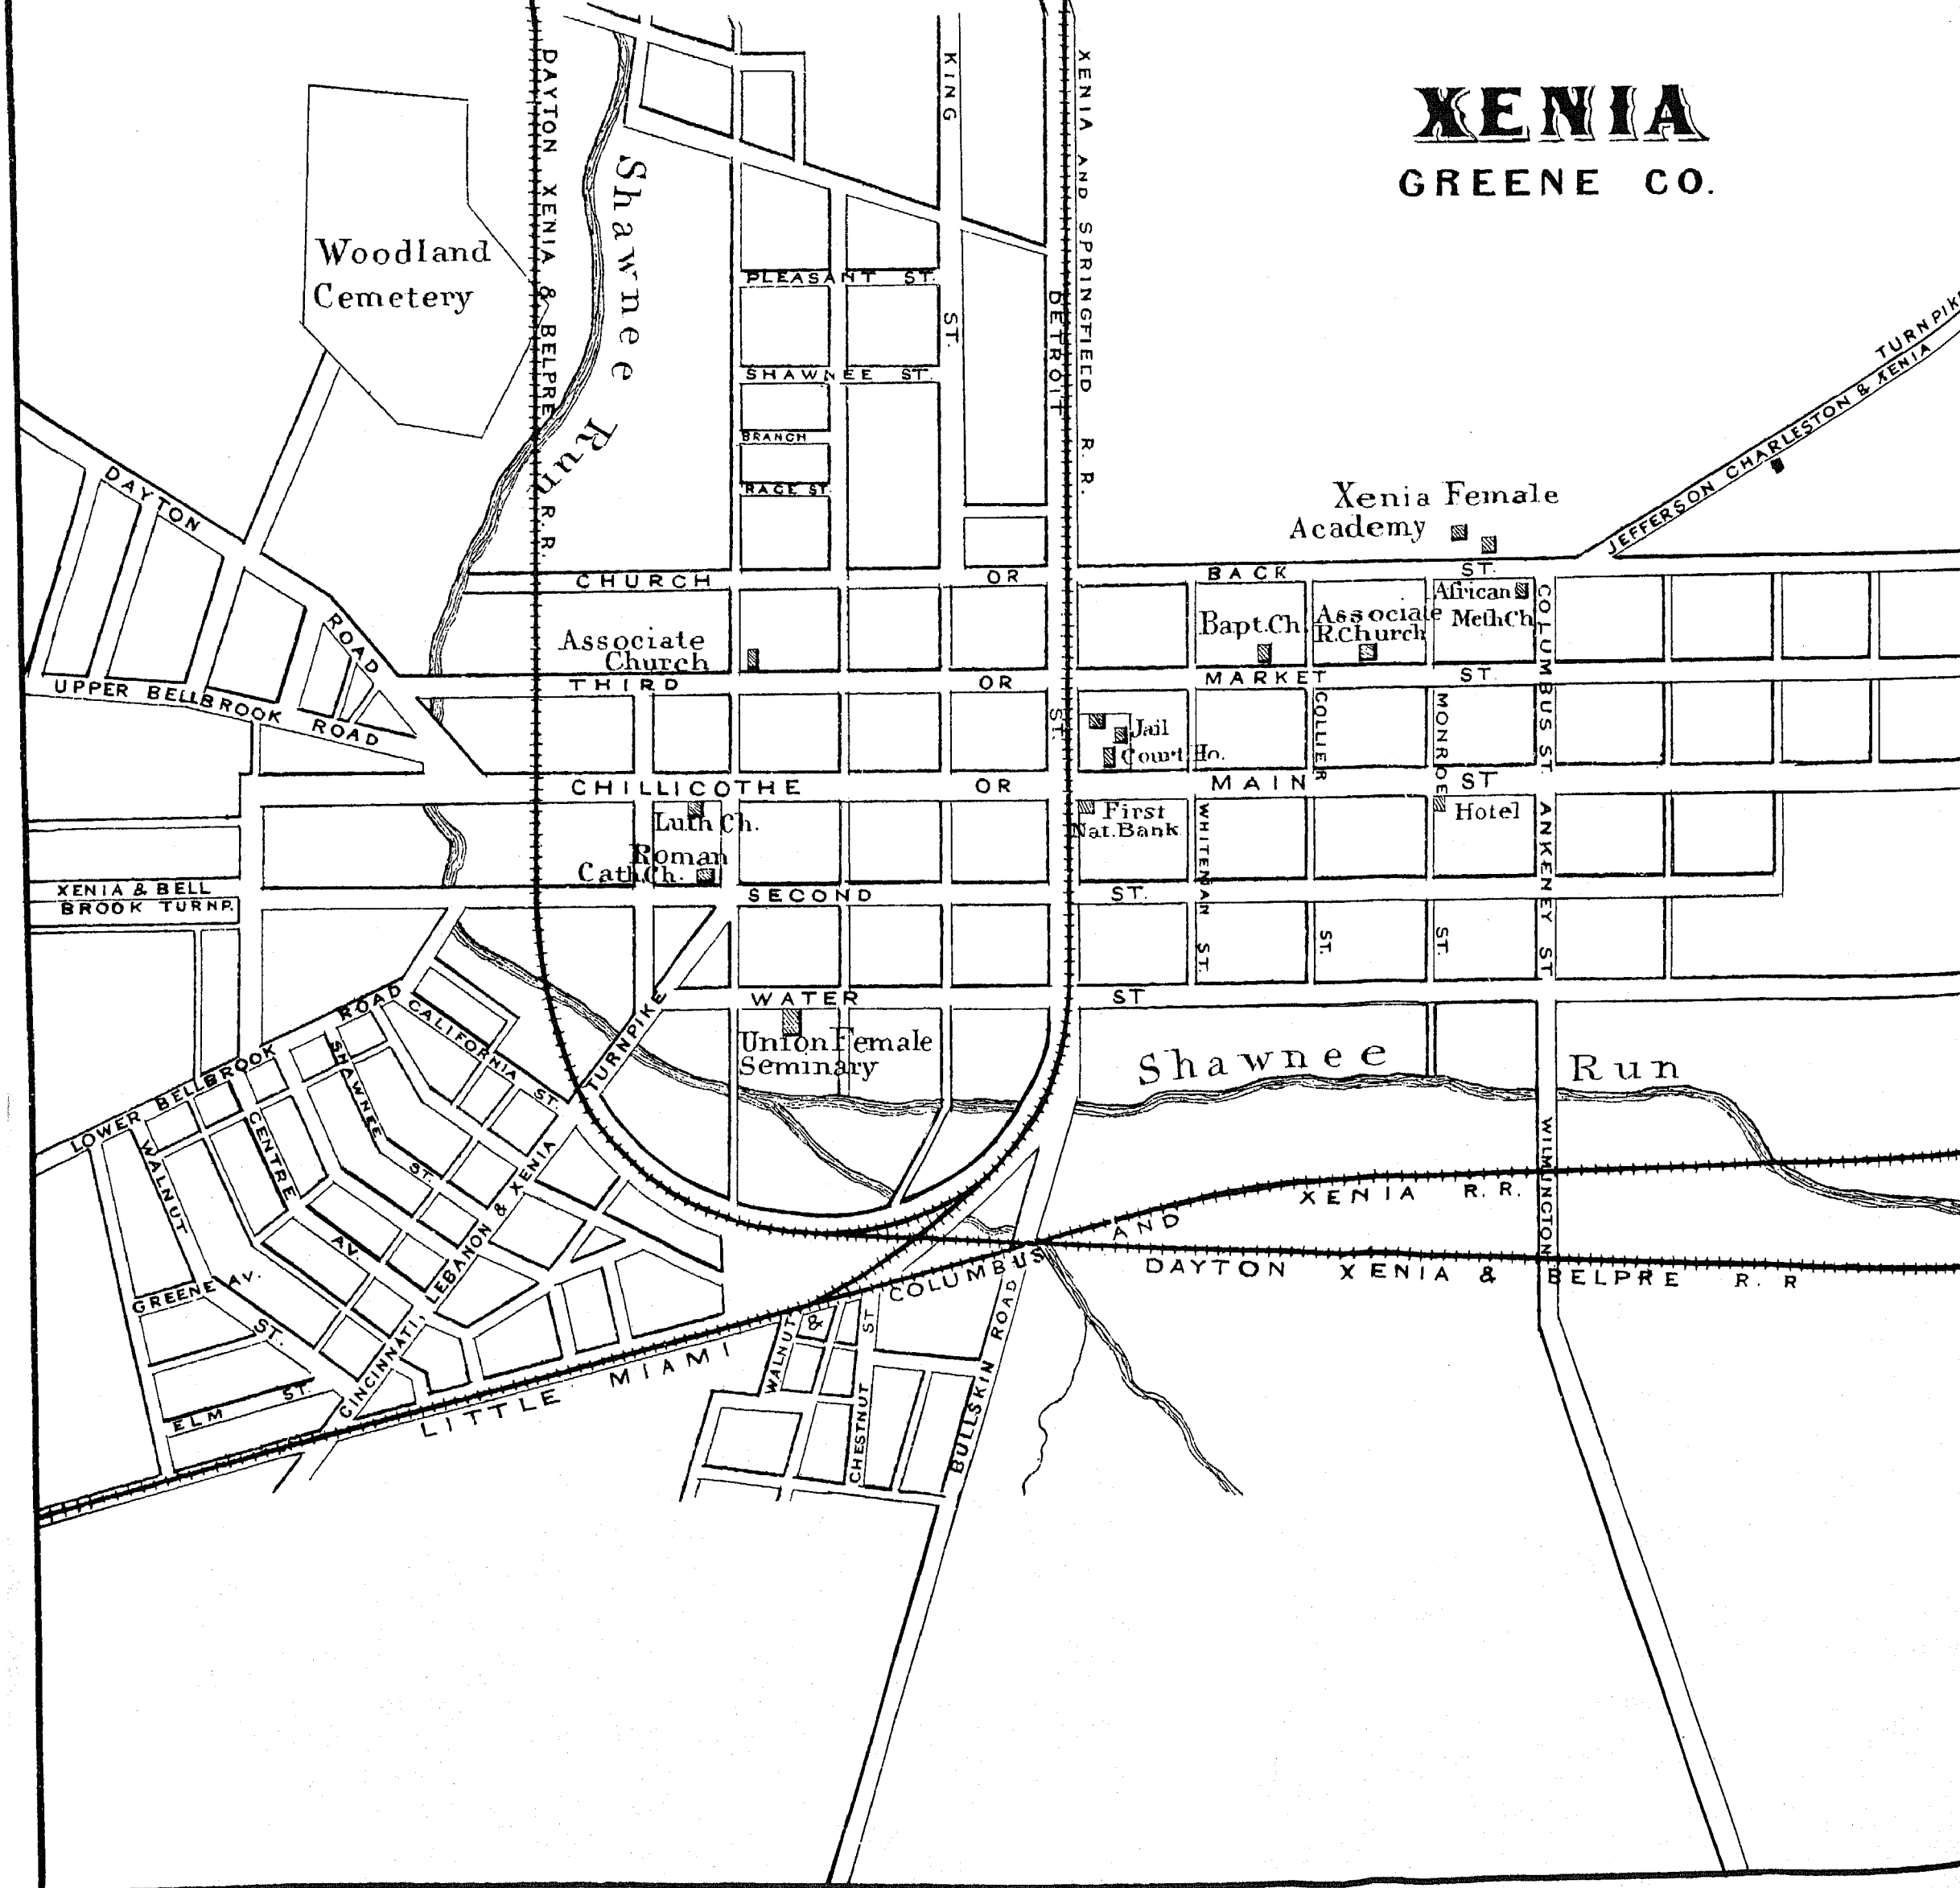 XENIA
GREENE CO.
DAYTON XENIA & BELPRE R. R.
Shawnee Run
KING ST.
XENIA AND SPRINGFIELD R. R.
DETROIT ST.
Woodland
Cemetery
PLEASANT ST.
SHAWNEE ST.
BRANCH
RACE ST.
JEFFERSON CHARLESTON & XENIA TURNPIKE
Xenia Female
Academy
DAYTON ROAD
CHURCH OR BACK ST.
African
Meth Ch.
Bapt. Ch.
Associate
R. Church
Associate
Church
COLUMBUS ST.
THIRD OR MARKET ST.
UPPER BELLBROOK ROAD
Jail
Court Ho.
COLLIER ST.
MONROE ST.
CHILLICOTHE OR MAIN ST
Luth Ch.
Roman
Cath. Ch.
First
Nat. Bank
Hotel
WHITEMAN ST.
ANKENEY ST
XENIA & BELL
BROOK TURNP.
SECOND ST.
WATER ST
Union Female
Seminary
Shawnee Run
LOWER BELLBROOK ROAD
CALIFORNIA ST.
SHAWNEE ST.
CENTRE AV.
WALNUT ST.
GREENE AV.
ELM ST.
CINCINNATI, LEBANON & XENIA TURNPIKE
WILMINGTON
LITTLE MIAMI & COLUMBUS AND XENIA R. R.
DAYTON XENIA & BELPRE R. R
WALNUT
CHESTNUT ST
BULLSKIN ROAD